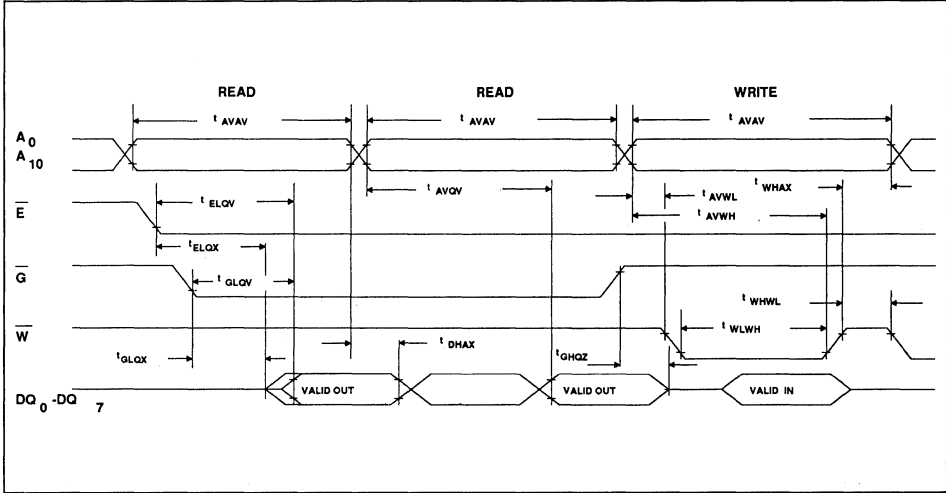 READ READ WRITE
t AVAV t AVAV t AVAV
A 0
A 10
t AVQV t AVWL t WHAX
E t ELQV t AVWH
t ELQX
G t GLQV
t WHWL
W t WLWH
t GLQX t DHAX t GHQZ
DQ 0 -DQ 7 VALID OUT VALID OUT VALID IN